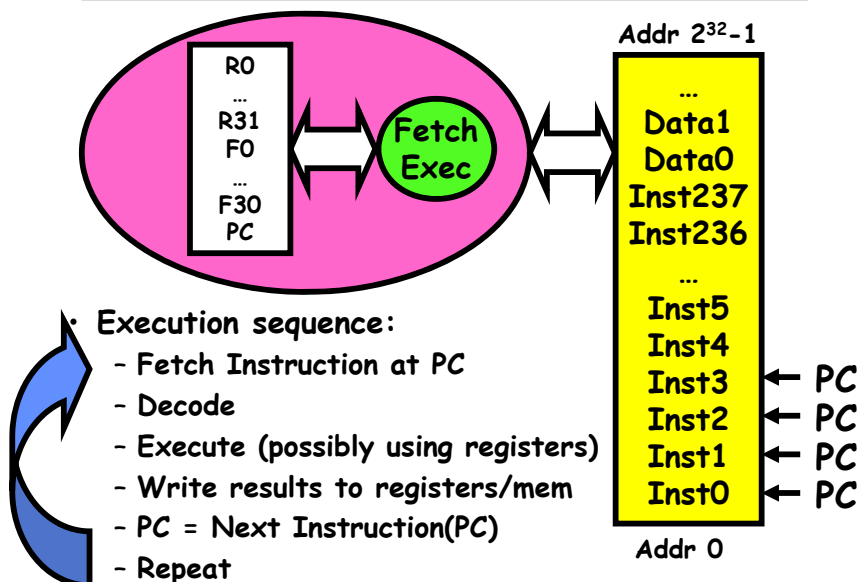 R0
…
R31
F0
…
F30
PC
Fetch
Exec
Addr 2³²-1
…
Data1
Data0
Inst237
Inst236
…
Inst5
Inst4
Inst3
Inst2
Inst1
Inst0
Addr 0
PC
PC
PC
PC
• Execution sequence:
– Fetch Instruction at PC
– Decode
– Execute (possibly using registers)
– Write results to registers/mem
– PC = Next Instruction(PC)
– Repeat